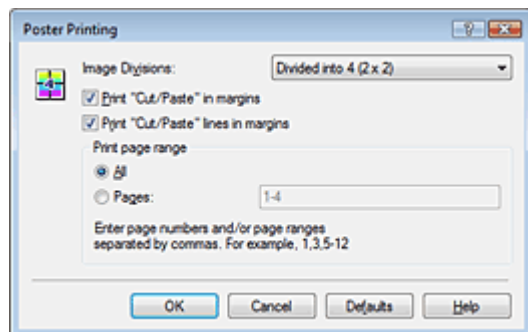 Poster Printing
Image Divisions: Divided into 4 (2 x 2)
Print "Cut/Paste" in margins
Print "Cut/Paste" lines in margins
Print page range
All
Pages: 1-4
Enter page numbers and/or page ranges
separated by commas. For example, 1,3,5-12
OK Cancel Defaults Help